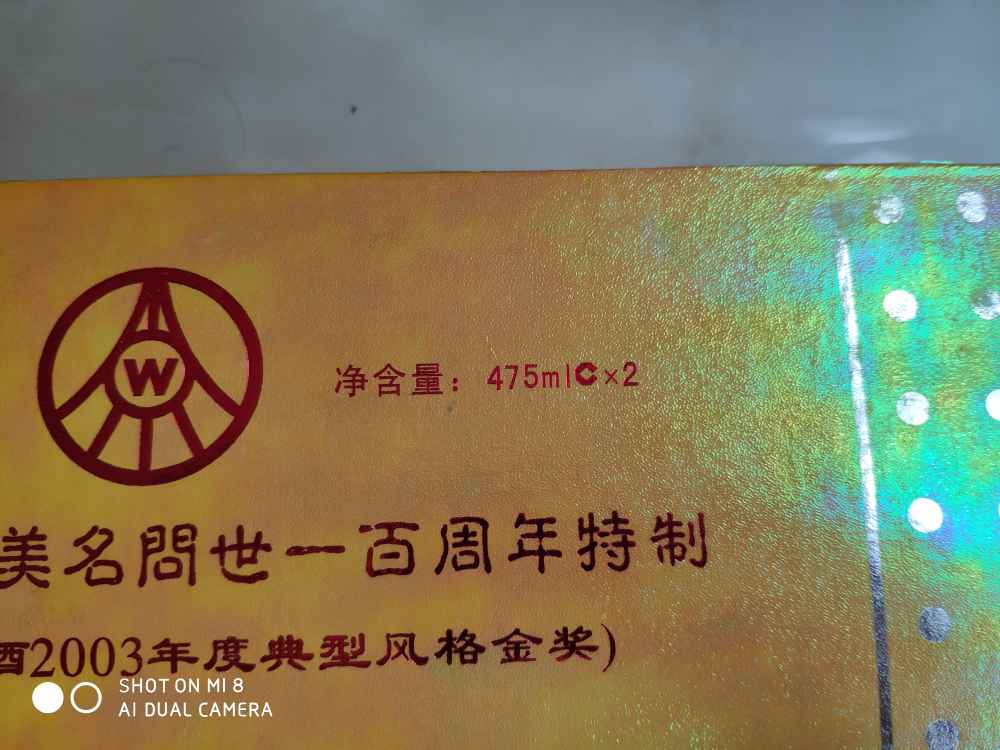 W
净含量：475ml C×2
美名問世一百周年特制
酒2003年度典型风格金奖)
SHOT ON MI 8
AI DUAL CAMERA